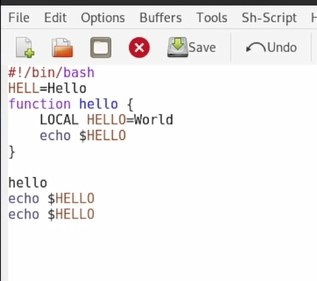 File Edit Options Buffers Tools Sh-Script H
Save Undo
#!/bin/bash
HELL=Hello
function hello {
    LOCAL HELLO=World
    echo $HELLO
}
hello
echo $HELLO
echo $HELLO